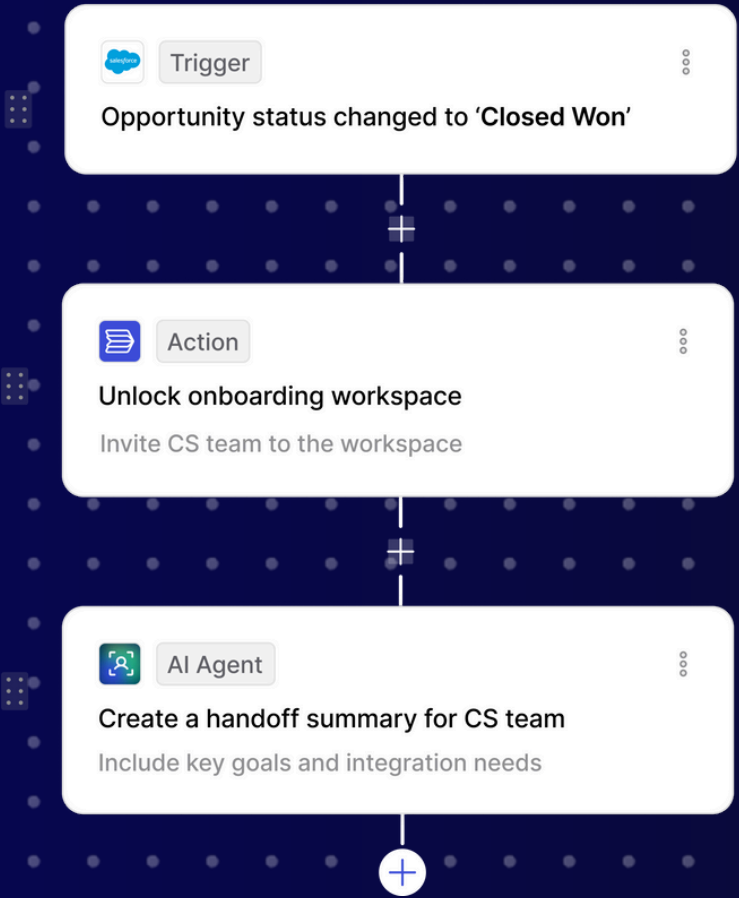 salesforce
Trigger
Opportunity status changed to ‘Closed Won’
Action
Unlock onboarding workspace
Invite CS team to the workspace
AI Agent
Create a handoff summary for CS team
Include key goals and integration needs